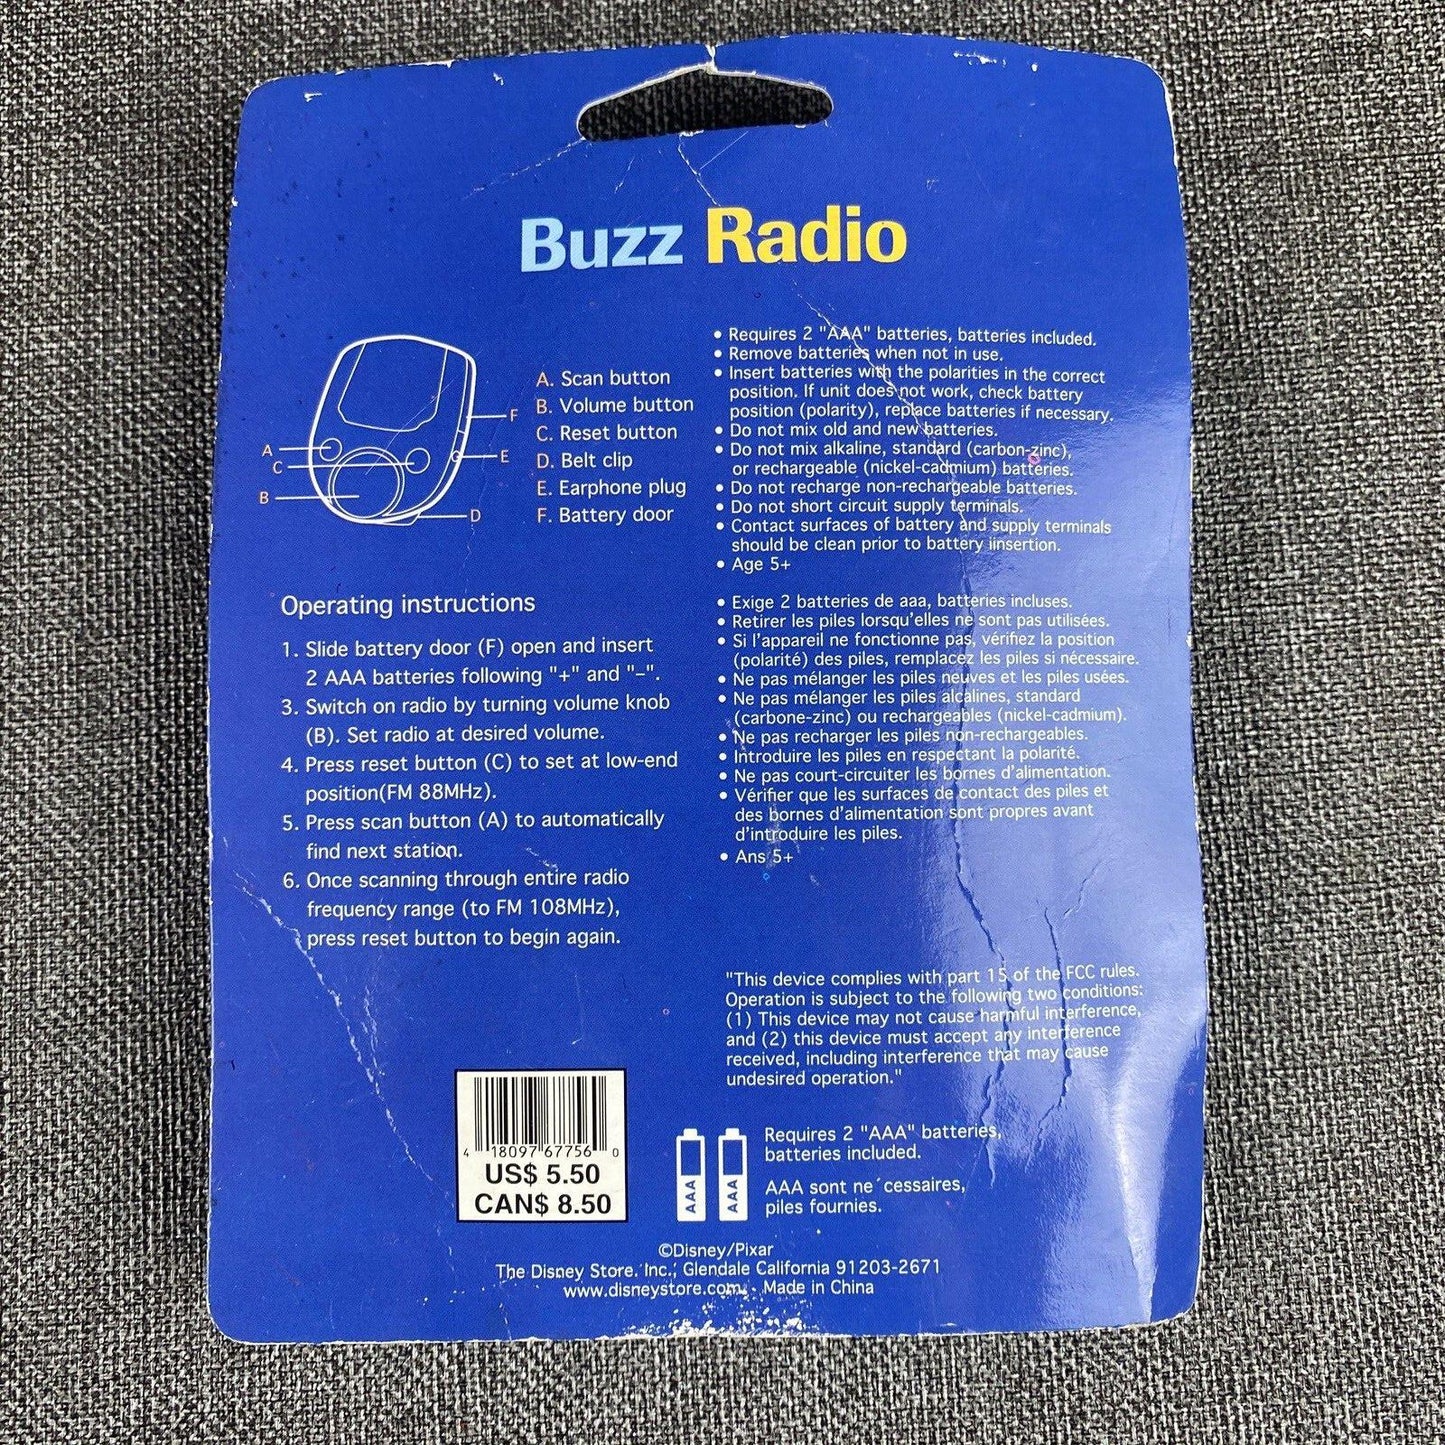 Buzz Radio
A
C
B
F
E
D
A. Scan button
B. Volume button
C. Reset button
D. Belt clip
E. Earphone plug
F. Battery door
• Requires 2 "AAA" batteries, batteries included.
• Remove batteries when not in use.
• Insert batteries with the polarities in the correct
position. If unit does not work, check battery
position (polarity), replace batteries if necessary.
• Do not mix old and new batteries.
• Do not mix alkaline, standard (carbon-zinc),
or rechargeable (nickel-cadmium) batteries.
• Do not recharge non-rechargeable batteries.
• Do not short circuit supply terminals.
• Contact surfaces of battery and supply terminals
should be clean prior to battery iinsertion.
• Age 5+
Operating instructions
1. Slide battery door (F) open and insert
2 AAA batteries following "+" and "–".
3. Switch on radio by turning volume knob
(B). Set radio at desired volume.
4. Press reset button (C) to set at low-end
position(FM 88MHz).
5. Press scan button (A) to automatically
find next station.
6. Once scanning through entire radio
frequency range (to FM 108MHz),
press reset button to begin again.
• Exige 2 batteries de aaa, batteries incluses.
• Retirer les piles lorsqu'elles ne sont pas utilisées.
• Si l'appareil ne fonctionne pas, vérifiez la position
(polarité) des piles, remplacez les piles si nécessaire.
• Ne pas mélanger les piles neuves et les piles usées.
• Ne pas mélanger les piles alcalines, standard
(carbone-zinc) ou rechargeables (nickel-cadmium).
• Ne pas recharger les piles non-rechargeables.
• Introduire les piles en respectant la polarité.
• Ne pas court-circuiter les bornes d'alimentation.
• Vérifier que les surfaces de contact des piles et
des bornes d'alimentation sont propres avant
d'introduire les piles.
• Ans 5+
"This device complies with part 15 of the FCC rules.
Operation is subject to the following two conditions:
(1) This device may not cause harmful interference,
and (2) this device must accept any interference
received, including interference that may cause
undesired operation."
4 18097 67756 0
US$ 5.50
CAN$ 8.50
AAA AAA
Requires 2 "AAA" batteries,
batteries included.
AAA sont ne´cessaires,
piles fournies.
©Disney/Pixar
The Disney Store, Inc., Glendale California 91203-2671
www.disneystore.com • Made in China